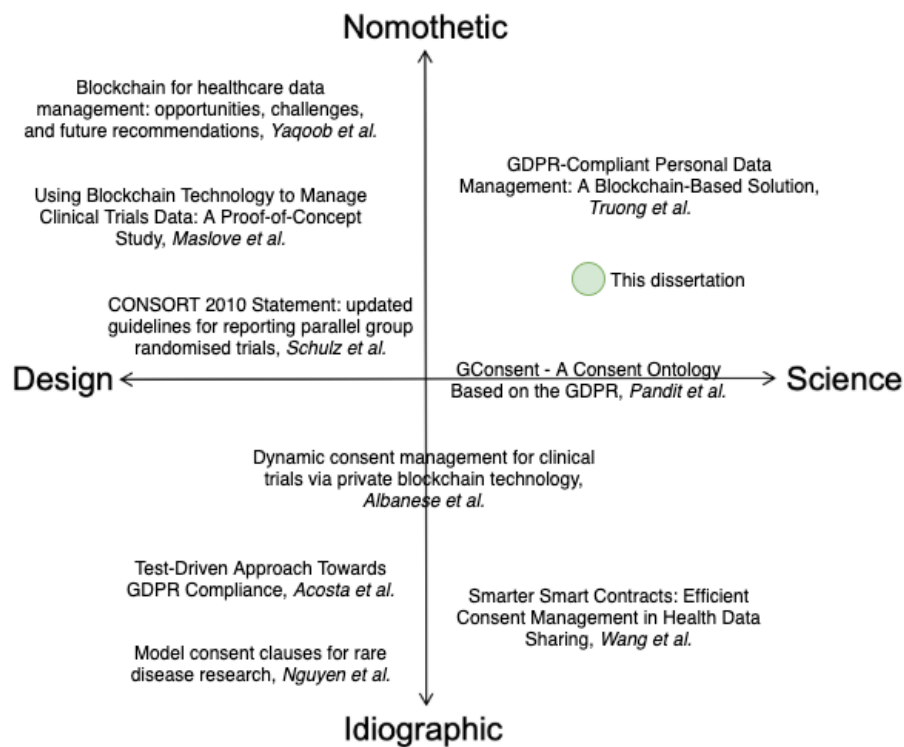 Nomothetic
Blockchain for healthcare data
management: opportunities, challenges,
and future recommendations, Yaqoob et al.
GDPR-Compliant Personal Data
Management: A Blockchain-Based Solution,
Truong et al.
Using Blockchain Technology to Manage
Clinical Trials Data: A Proof-of-Concept
Study, Maslove et al.
This dissertation
CONSORT 2010 Statement: updated
guidelines for reporting parallel group
randomised trials, Schulz et al.
Design
GConsent - A Consent Ontology
Based on the GDPR, Pandit et al.
Science
Dynamic consent management for clinical
trials via private blockchain technology,
Albanese et al.
Test-Driven Approach Towards
GDPR Compliance, Acosta et al.
Smarter Smart Contracts: Efficient
Consent Management in Health Data
Sharing, Wang et al.
Model consent clauses for rare
disease research, Nguyen et al.
Idiographic